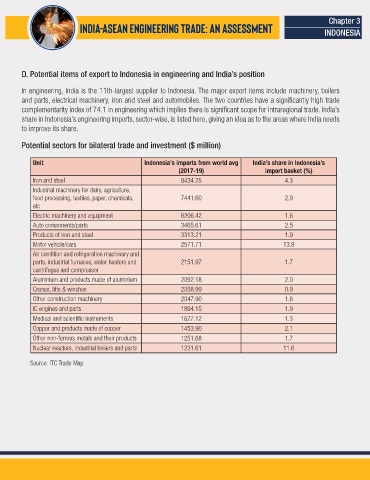 INDIA-ASEAN ENGINEERING TRADE: AN ASSESSMENT
Chapter 3
INDONESIA
D. Potential items of export to Indonesia in engineering and India's position
In engineering, India is the 11th-largest supplier to Indonesia. The major export items include machinery, boilers
and parts, electrical machinery, iron and steel and automobiles. The two countries have a significantly high trade
complementarity index of 74.1 in engineering which implies there is significant scope for intraregional trade. India's
share in Indonesia's engineering imports, sector-wise, is listed here, giving an idea as to the areas where India needs
to improve its share.
Potential sectors for bilateral trade and investment ($ million)
Unit Indonesia's imports from world avg (2017-19) India's share in Indonesia's import basket (%)
Iron and steel 9434.25 4.3
Industrial machinery for dairy, agriculture, food processing, textiles, paper, chemicals, etc 7441.60 2.9
Electric machinery and equipment 6206.42 1.6
Auto components/parts 3465.61 2.5
Products of iron and steel 3313.21 1.9
Motor vehicle/cars 2571.71 13.9
Air condition and refrigeration machinery and parts, industrial furnaces, water heaters and centrifuges and compressor 2151.97 1.7
Aluminium and products made of aluminium 2092.18 2.0
Cranes, lifts & winches 2058.99 0.9
Other construction machinery 2047.90 1.6
IC engines and parts 1894.15 1.9
Medical and scientific instruments 1627.12 1.3
Copper and products made of copper 1453.90 2.1
Other non-ferrous metals and their products 1251.68 1.7
Nuclear reactors, industrial boilers and parts 1231.61 11.6
Source: ITC Trade Map